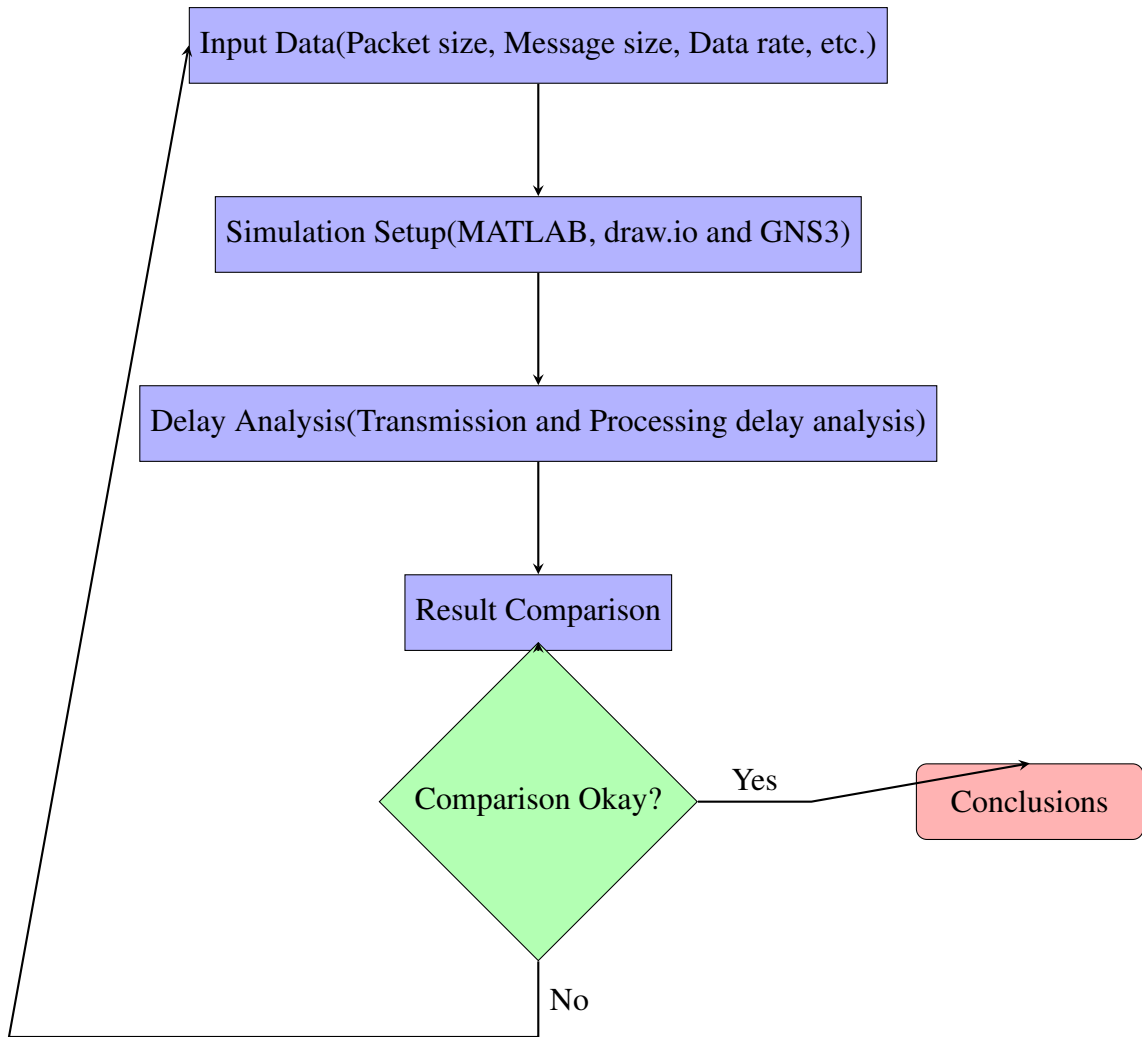 Input Data(Packet size, Message size, Data rate, etc.)
Simulation Setup(MATLAB, draw.io and GNS3)
Delay Analysis(Transmission and Processing delay analysis)
Result Comparison
Comparison Okay?
Yes
Conclusions
No